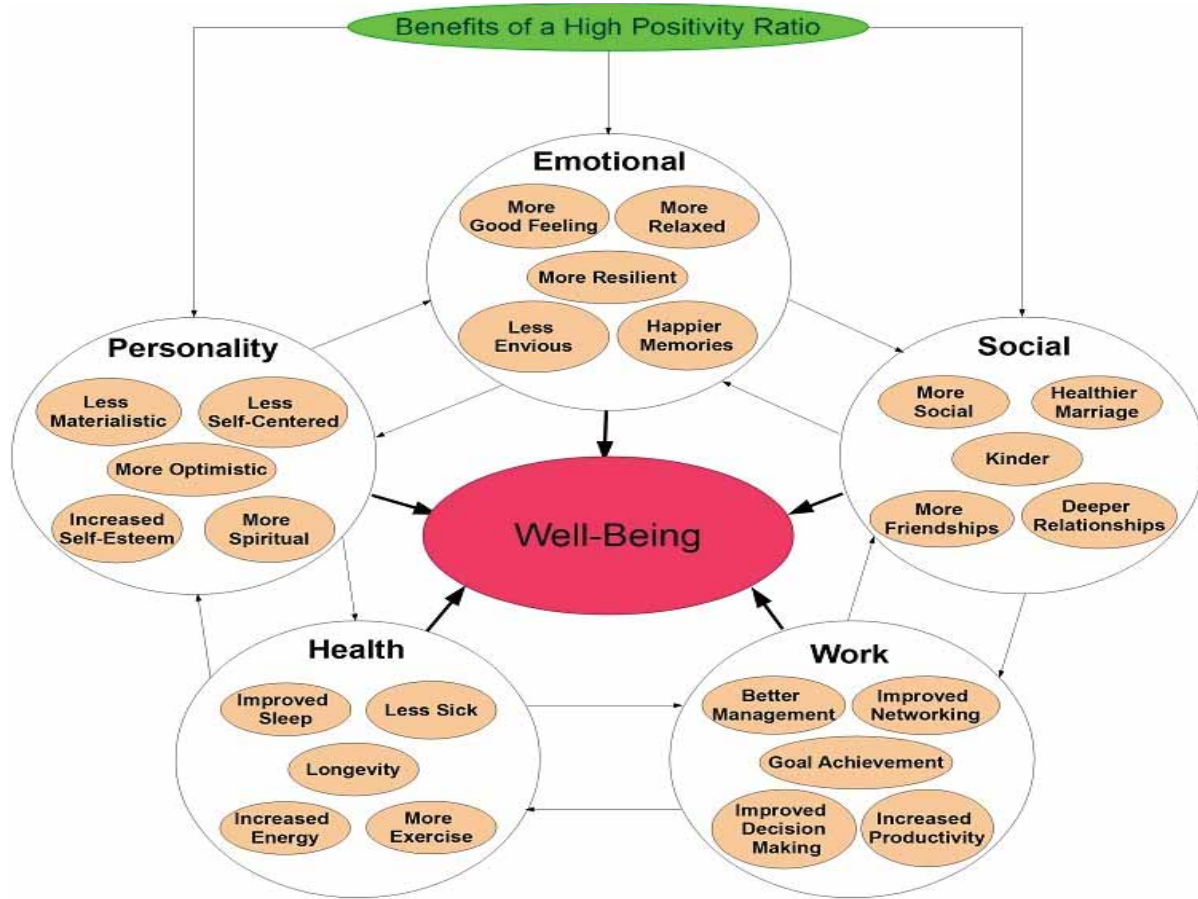 Benefits of a High Positivity Ratio
Emotional
More
Good Feeling
More
Relaxed
More Resilient
Less
Envious
Happier
Memories
Personality
Less
Materialistic
Less
Self-Centered
More Optimistic
Increased
Self-Esteem
More
Spiritual
Social
More
Social
Healthier
Marriage
Kinder
More
Friendships
Deeper
Relationships
Well-Being
Health
Improved
Sleep
Less Sick
Longevity
Increased
Energy
More
Exercise
Work
Better
Management
Improved
Networking
Goal Achievement
Improved
Decision
Making
Increased
Productivity